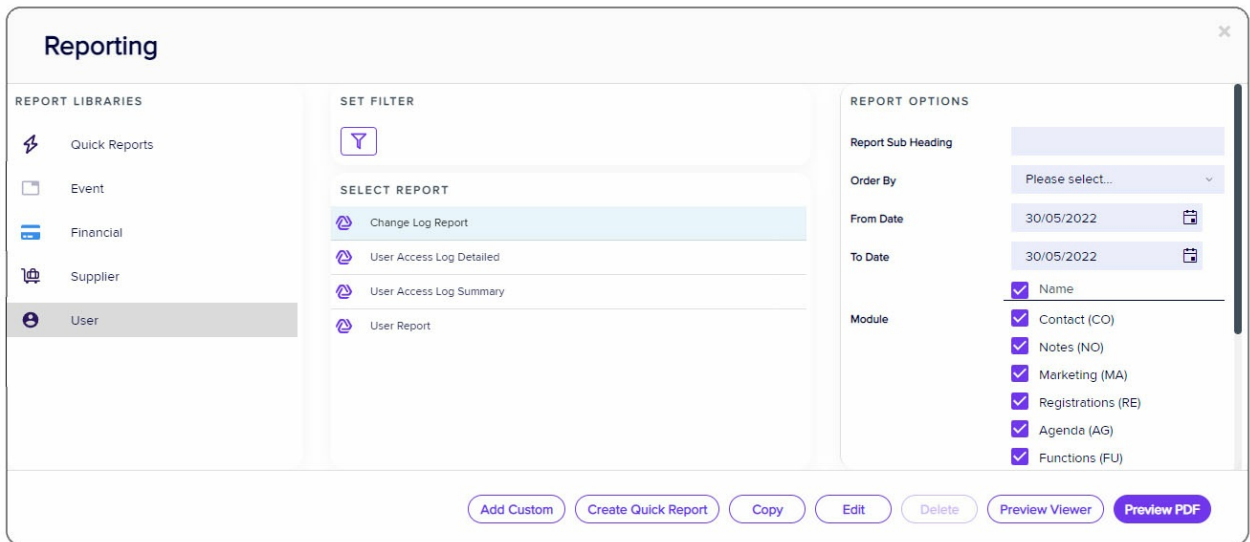 Reporting
REPORT LIBRARIES
Quick Reports
Event
Financial
Supplier
User
SET FILTER
SELECT REPORT
Change Log Report
User Access Log Detailed
User Access Log Summary
User Report
REPORT OPTIONS
Report Sub Heading
Order By Please select...
From Date 30/05/2022
To Date 30/05/2022
Name
Module Contact (CO)
Notes (NO)
Marketing (MA)
Registrations (RE)
Agenda (AG)
Functions (FU)
Add Custom Create Quick Report Copy Edit Delete Preview Viewer Preview PDF